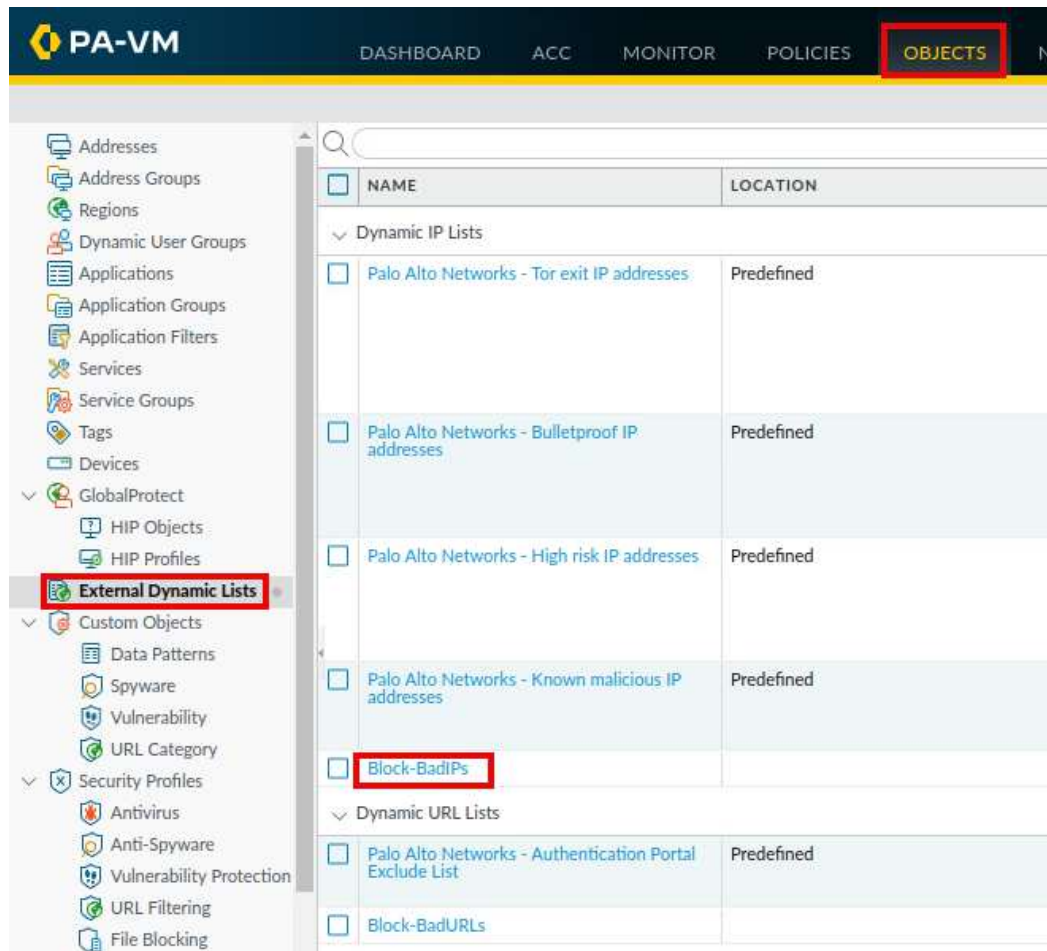 PA-VM
DASHBOARD ACC MONITOR POLICIES OBJECTS
Addresses
Address Groups
Regions
Dynamic User Groups
Applications
Application Groups
Application Filters
Services
Service Groups
Tags
Devices
GlobalProtect
HIP Objects
HIP Profiles
External Dynamic Lists
Custom Objects
Data Patterns
Spyware
Vulnerability
URL Category
Security Profiles
Antivirus
Anti-Spyware
Vulnerability Protection
URL Filtering
File Blocking
NAME LOCATION
Dynamic IP Lists
Palo Alto Networks - Tor exit IP addresses Predefined
Palo Alto Networks - Bulletproof IP Predefined
addresses
Palo Alto Networks - High risk IP addresses Predefined
Palo Alto Networks - Known malicious IP Predefined
addresses
Block-BadIPs
Dynamic URL Lists
Palo Alto Networks - Authentication Portal Predefined
Exclude List
Block-BadURLs